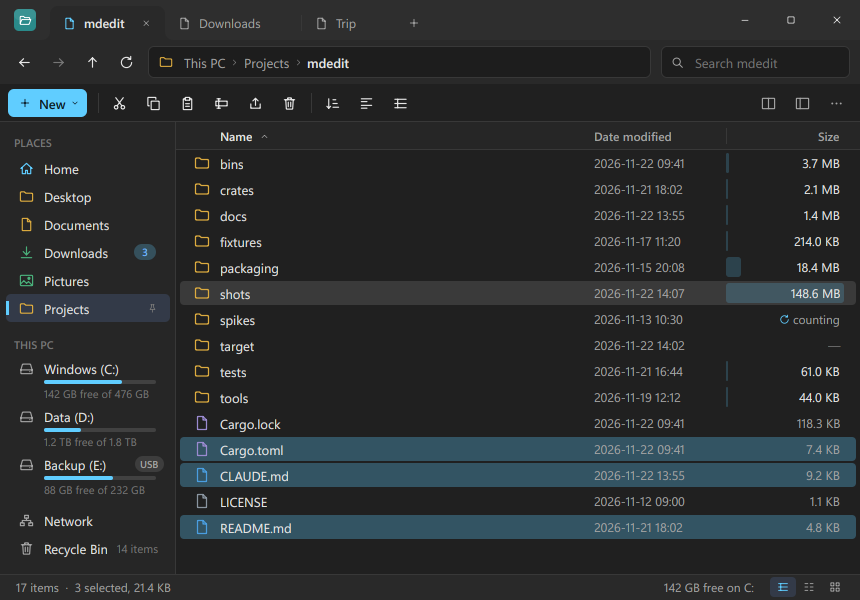 mdedit
Downloads
Trip
This PC > Projects > mdedit
Search mdedit
New
PLACES
Home
Desktop
Documents
Downloads 3
Pictures
Projects
THIS PC
Windows (C:)
142 GB free of 476 GB
Data (D:)
1.2 TB free of 1.8 TB
Backup (E:) USB
88 GB free of 232 GB
Network
Recycle Bin 14 items
Name Date modified Size
bins 2026-11-22 09:41 3.7 MB
crates 2026-11-21 18:02 2.1 MB
docs 2026-11-22 13:55 1.4 MB
fixtures 2026-11-17 11:20 214.0 KB
packaging 2026-11-15 20:08 18.4 MB
shots 2026-11-22 14:07 148.6 MB
spikes 2026-11-13 10:30 counting
target 2026-11-22 14:02 —
tests 2026-11-21 16:44 61.0 KB
tools 2026-11-19 12:12 44.0 KB
Cargo.lock 2026-11-22 09:41 118.3 KB
Cargo.toml 2026-11-22 09:41 7.4 KB
CLAUDE.md 2026-11-22 13:55 9.2 KB
LICENSE 2026-11-12 09:00 1.1 KB
README.md 2026-11-21 18:02 4.8 KB
17 items · 3 selected, 21.4 KB
142 GB free on C: